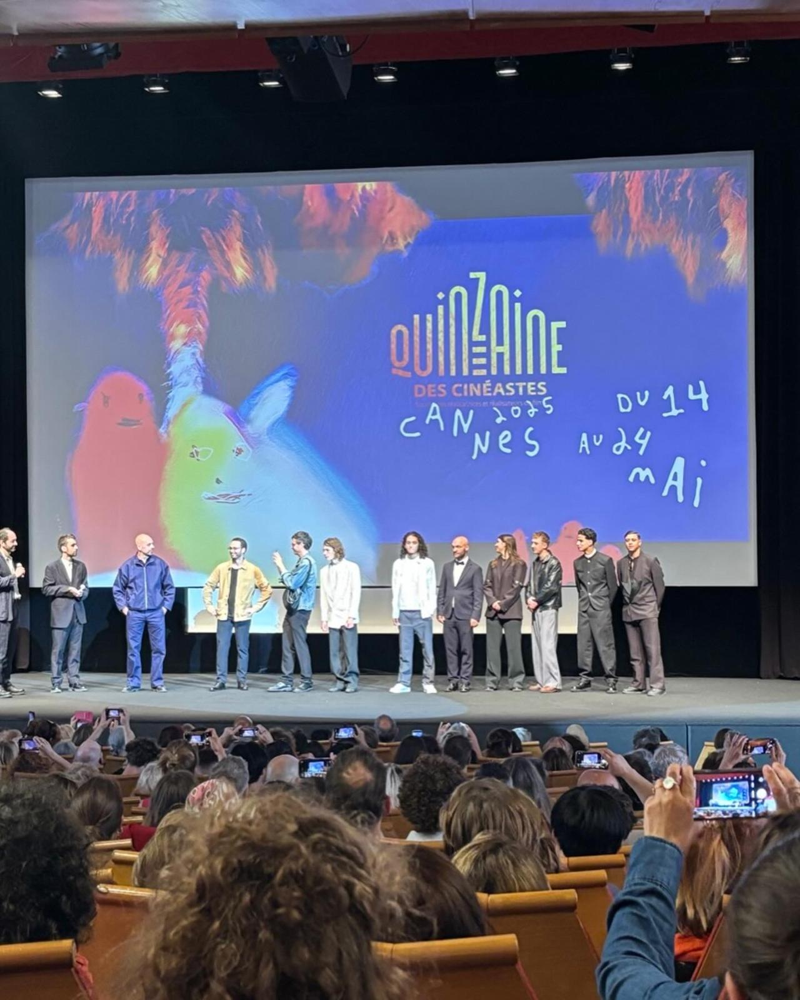 QUINZAINE
DES CINÉASTES
CANNES 2025
DU 14
AU 24
MAI